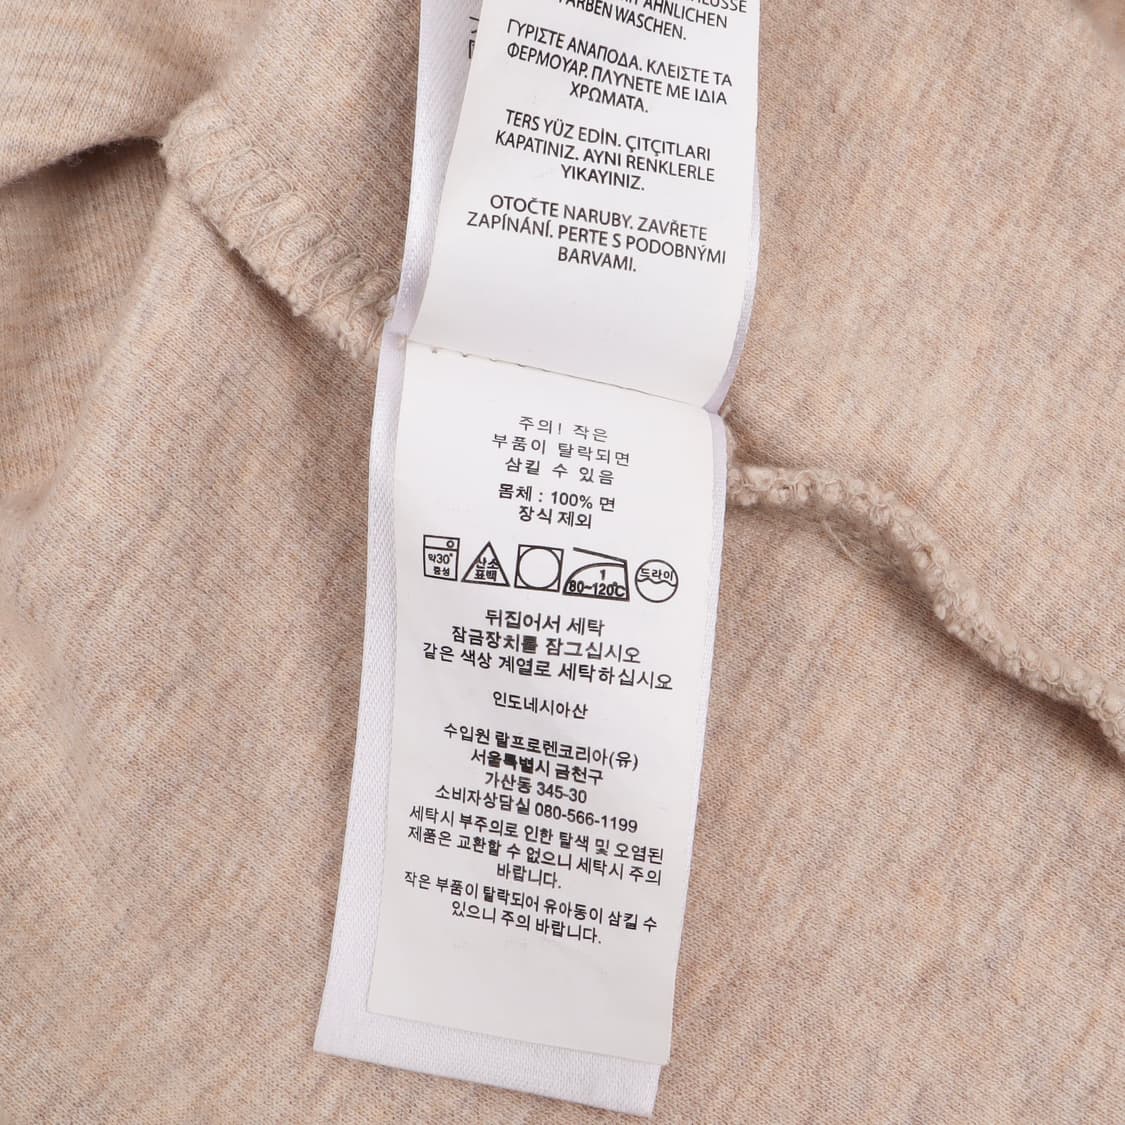 MIT ÄHNLICHEN
FARBEN WASCHEN.
ΓΥΡΙΣΤΕ ΑΝΑΠΟΔΑ. ΚΛΕΙΣΤΕ ΤΑ
ΦΕΡΜΟΥΑΡ. ΠΛΥΝΕΤΕ ΜΕ ΙΔΙΑ
ΧΡΩΜΑΤΑ.
TERS YÜZ EDİN. ÇITÇITLARI
KAPATINIZ. AYNI RENKLERLE
YIKAYINIZ.
OTOČTE NARUBY. ZAVŘETE
ZAPÍNÁNÍ. PERTE S PODOBNÝMI
BARVAMI.
주의! 작은
부품이 탈락되면
삼킬 수 있음
몸체 : 100% 면
장식 제외
약30°
중성
산소
표백
1
80~120℃
드라이
뒤집어서 세탁
잠금장치를 잠그십시오
같은 색상 계열로 세탁하십시오
인도네시아산
수입원 랄프로렌코리아(유)
서울특별시 금천구
가산동 345-30
소비자상담실 080-566-1199
세탁시 부주의로 인한 탈색 및 오염된
제품은 교환할 수 없으니 세탁시 주의
바랍니다.
작은 부품이 탈락되어 유아동이 삼킬 수
있으니 주의 바랍니다.